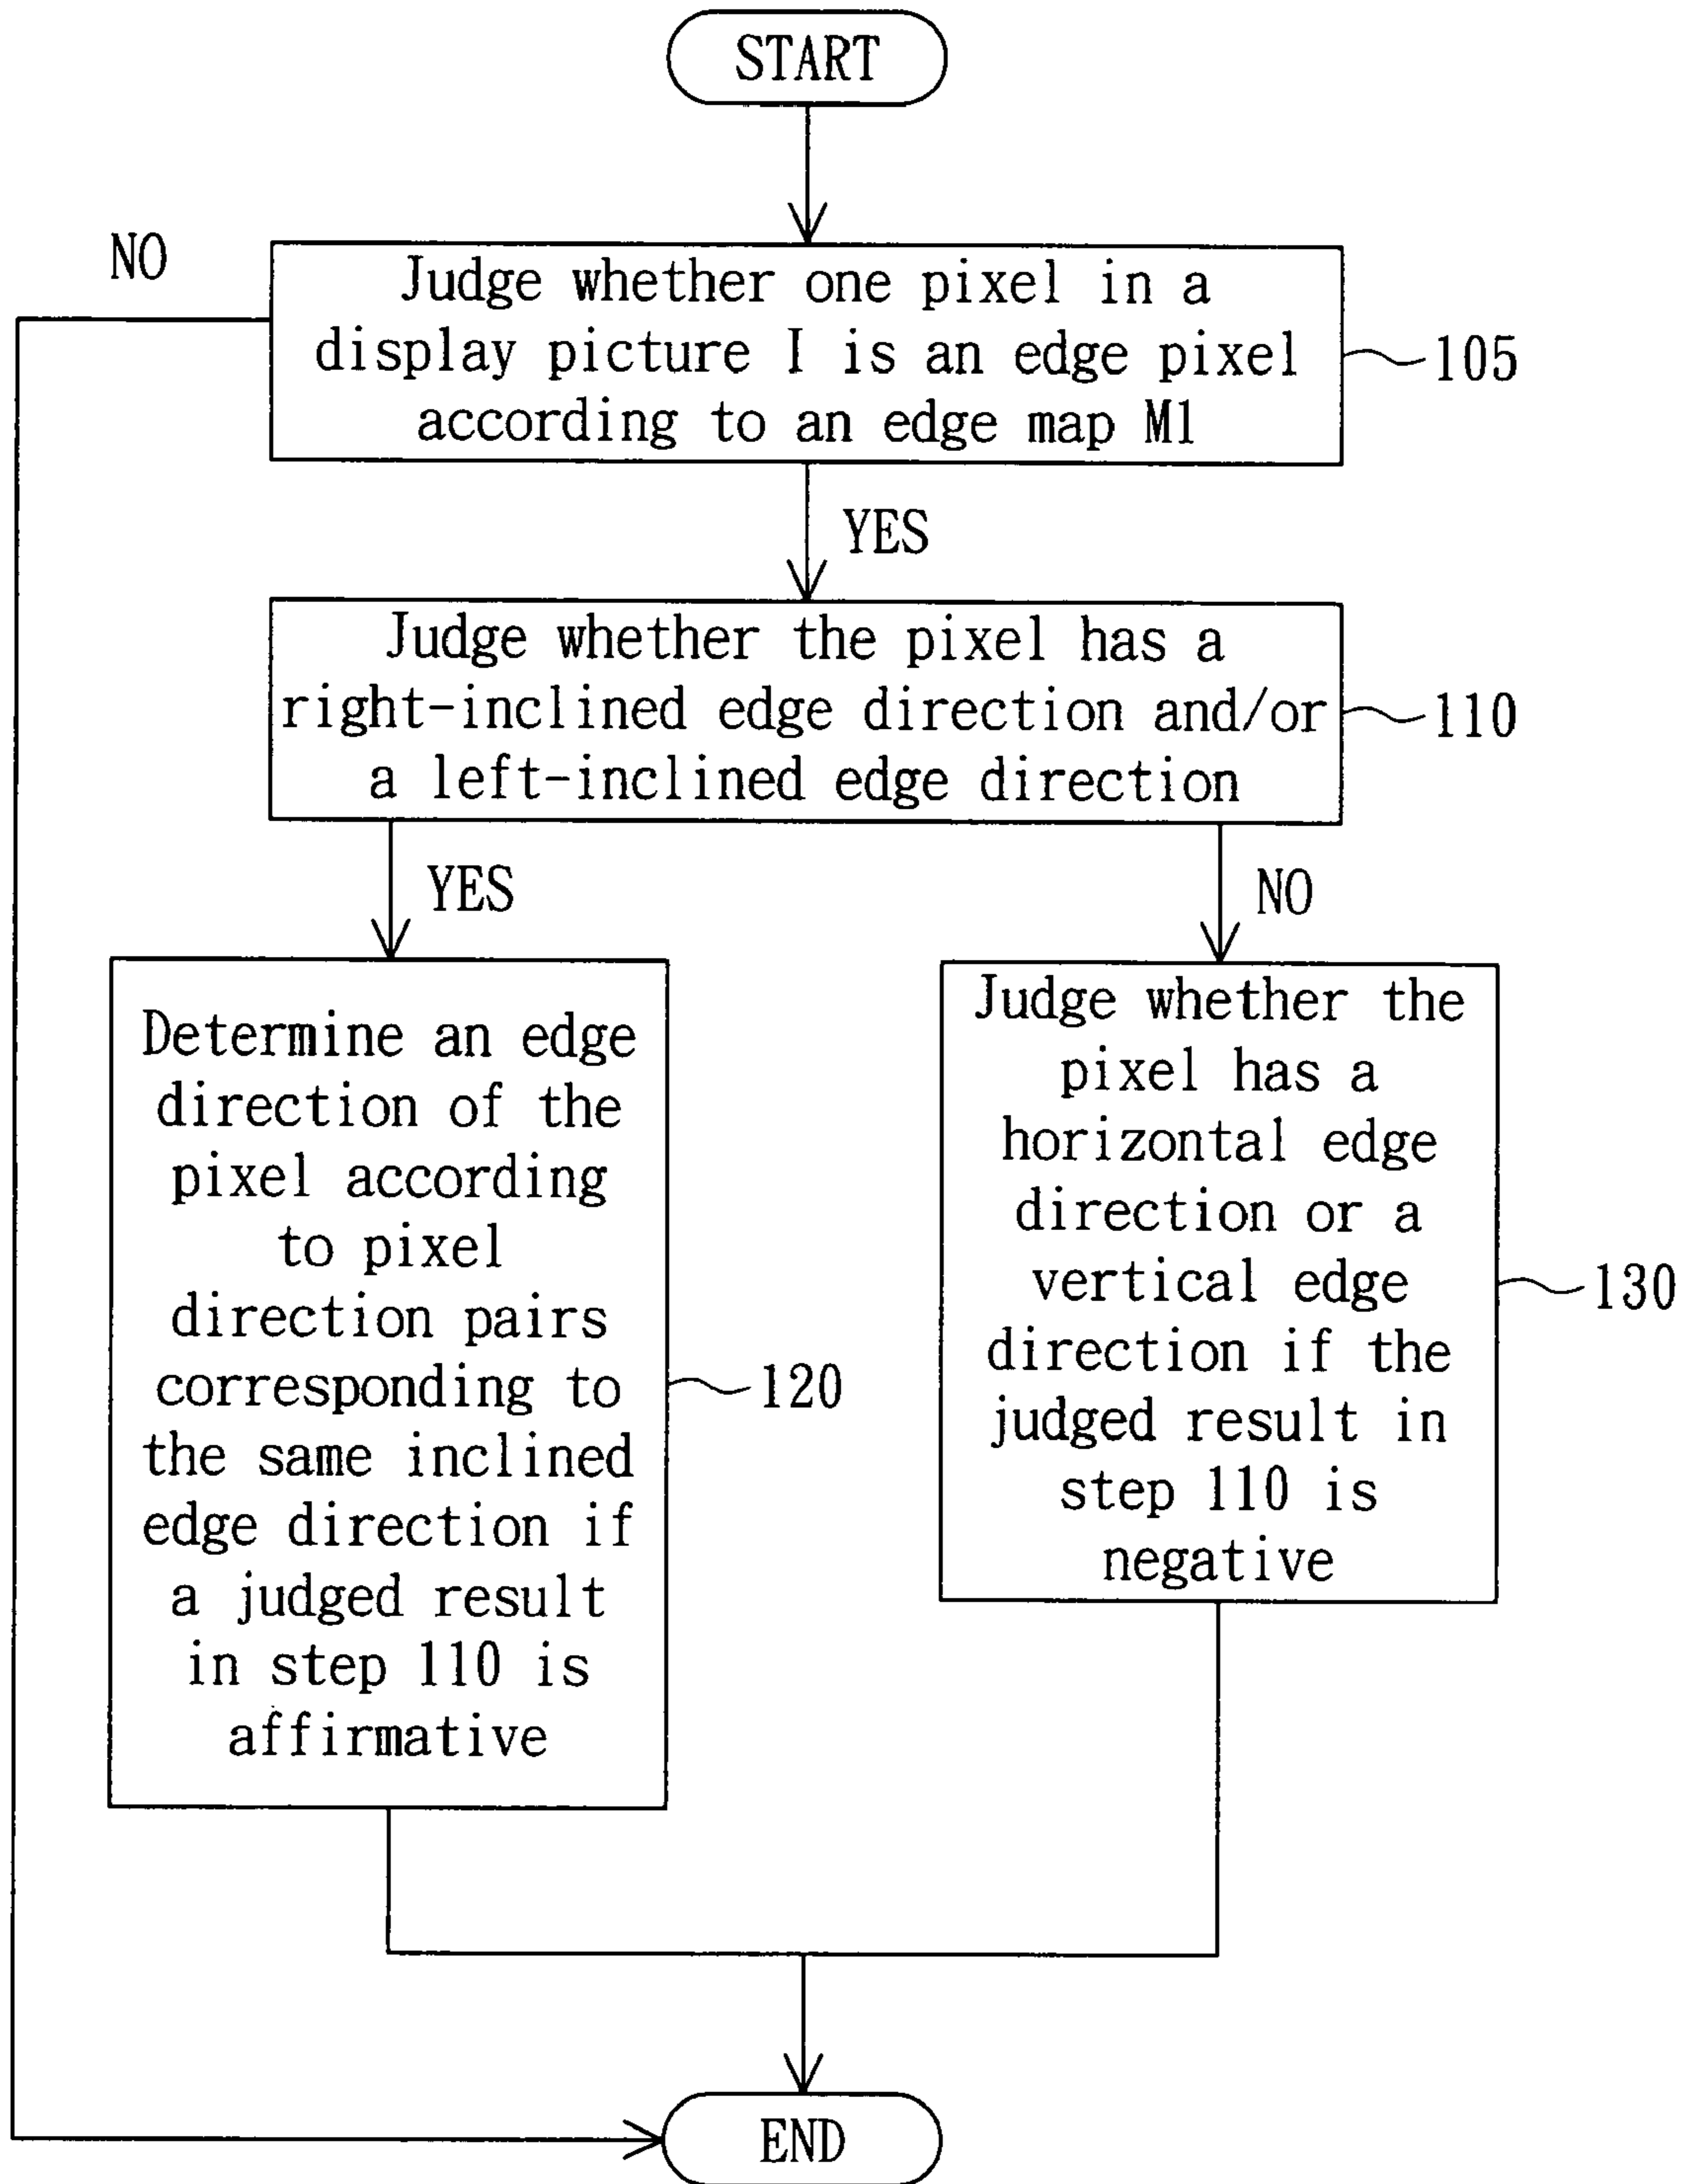 START
NO
Judge whether one pixel in a
display picture I is an edge pixel
according to an edge map M1
105
YES
Judge whether the pixel has a
right-inclined edge direction and/or
a left-inclined edge direction
110
YES
NO
Determine an edge
direction of the
pixel according
to pixel
direction pairs
corresponding to
the same inclined
edge direction if
a judged result
in step 110 is
affirmative
120
Judge whether the
pixel has a
horizontal edge
direction or a
vertical edge
direction if the
judged result in
step 110 is
negative
130
END